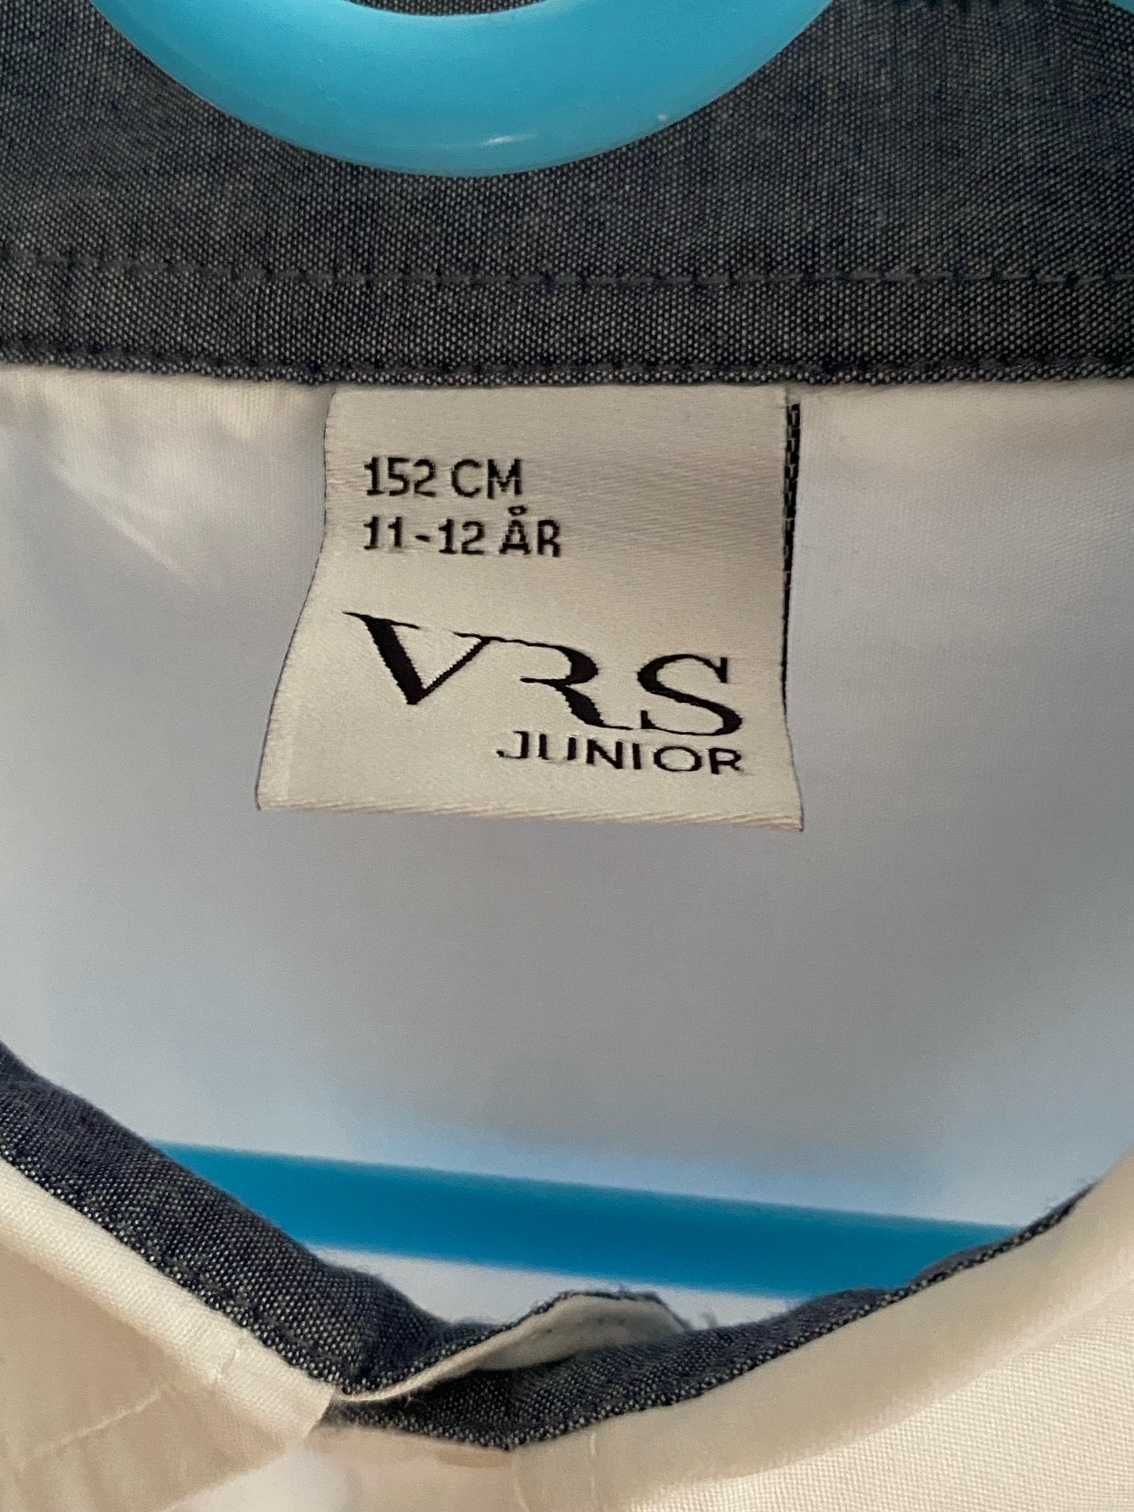 152 CM
11-12 ÅR
VRS
JUNIOR